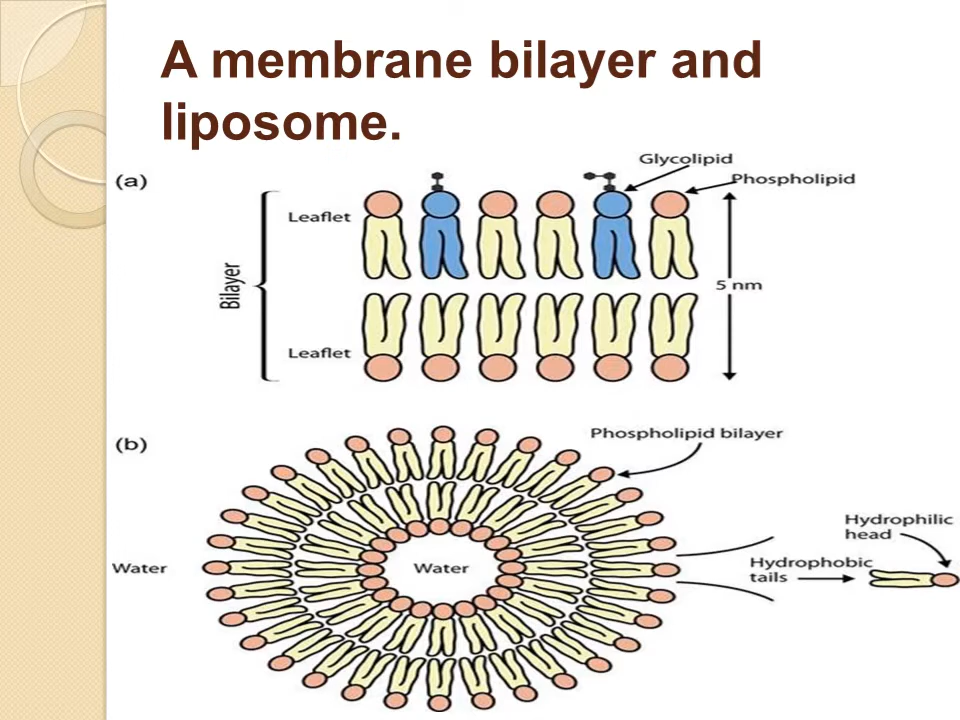 A membrane bilayer and
liposome.
(a)
Glycolipid
Phospholipid
Leaflet
Bilayer
5 nm
Leaflet
(b)
Phospholipid bilayer
Hydrophilic
head
Water
Water
Hydrophobic
tails